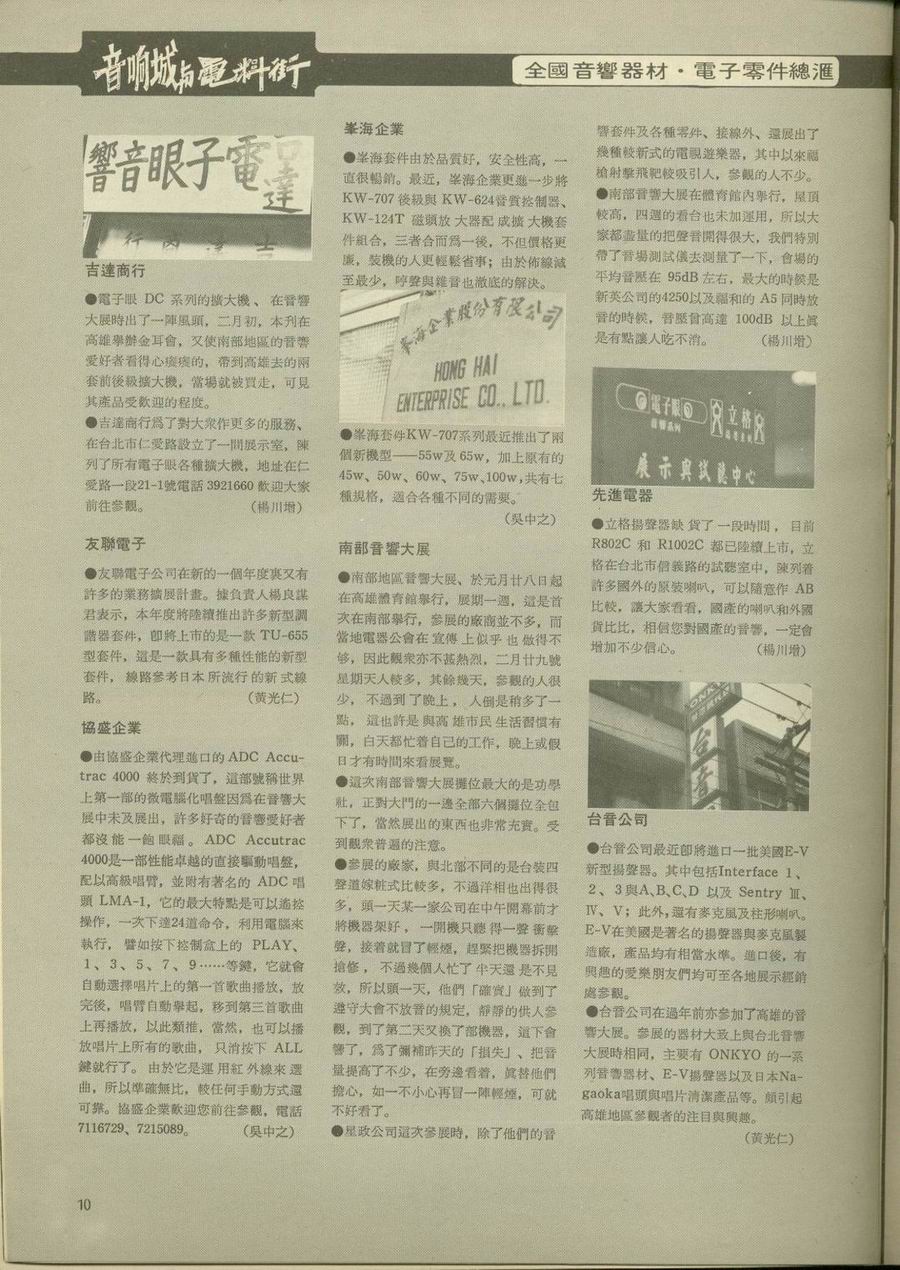 音响城與電料街
全國音響器材・電子零件總滙
響音眼子電
吉達
吉達商行
●電子眼 DC 系列的擴大機、在音響
大展時出了一陣風頭，二月初，本刊在
高雄舉辦金耳會，又使南部地區的音響
愛好者看得心癢癢的，帶到高雄去的兩
套前後級擴大機，當場就被買走，可見
其產品受歡迎的程度。
●吉達商行爲了對大衆作更多的服務、
在台北市仁愛路設立了一間展示室，陳
列了所有電子眼各種擴大機，地址在仁
愛路一段21-1號電話 3921660 歡迎大家
前往參觀。 （楊川增）
友聯電子
●友聯電子公司在新的一個年度裏又有
許多的業務擴展計畫。據負責人楊良謀
君表示，本年度將陸續推出許多新型調
諧器套件，卽將上市的是一款 TU-655
型套件，這是一款具有多種性能的新型
套件， 線路參考日本所流行的新式線
路。 （黃光仁）
協盛企業
●由協盛企業代理進口的 ADC Accu-
trac 4000 終於到貨了，這部號稱世界
上第一部的微電腦化唱盤因爲在音響大
展中未及展出，許多好奇的音響愛好者
都沒能一飽眼福。ADC Accutrac
4000是一部性能卓越的直接驅動唱盤，
配以高級唱臂，並附有著名的 ADC 唱
頭 LMA-1，它的最大特點是可以遙控
操作，一次下達24道命令，利用電腦來
執行， 譬如按下控制盒上的 PLAY、
1、3、5、7、9……等鍵，它就會
自動選擇唱片上的第一首歌曲播放，放
完後，唱臂自動擧起，移到第三首歌曲
上再播放，以此類推，當然，也可以播
放唱片上所有的歌曲， 只消按下 ALL
鍵就行了。由於它是運用紅外線來選
曲，所以準確無比，較任何手動方式還
可靠。協盛企業歡迎您前往參觀，電話
7116729、7215089。 （吳中之）
峯海企業
●峯海套件由於品質好，安全性高，一
直很暢銷。最近，峯海企業更進一步將
KW-707 後級與 KW-624音質控制器、
KW-124T 磁頭放大器配成擴大機套
件組合，三者合而爲一後，不但價格更
廉，裝機的人更輕鬆省事；由於佈線減
至最少，哼聲與雜音也澈底的解決。
峯海企業股份有限公司
HONG HAI
ENTERPRISE CO., LTD.
●峯海套件KW-707系列最近推出了兩
個新機型——55w及65w，加上原有的
45w、50w、60w、75w、100w，共有七
種規格，適合各種不同的需要。
（吳中之）
南部音響大展
●南部地區音響大展、於元月廿八日起
在高雄體育館舉行，展期一週，這是首
次在南部舉行，參展的廠商並不多，而
當地電器公會在宣傳上似乎也做得不
够，因此觀衆亦不甚熱烈，二月廿九號
星期天人較多，其餘幾天，參觀的人很
少， 不過到了晚上， 人倒是稍多了一
點， 這也許是與高雄市民生活習慣有
關，白天都忙着自己的工作，晚上或假
日才有時間來看展覽。
●這次南部音響大展攤位最大的是功學
社，正對大門的一邊全部六個攤位全包
下了，當然展出的東西也非常充實。受
到觀衆普遍的注意。
●參展的廠家，與北部不同的是台裝四
聲道嫁粧式比較多，不過洋相也出得很
多，頭一天某一家公司在中午開幕前才
將機器架好， 一開機只聽得一聲衝擊
聲，接着就冒了輕煙，趕緊把機器拆開
搶修， 不過幾個人忙了半天還是不見
效，所以頭一天，他們「確實」做到了
遵守大會不放音的規定，靜靜的供人參
觀，到了第二天又換了部機器，這下會
響了，爲了彌補昨天的「損失」、把音
量提高了不少，在旁邊看着，眞替他們
擔心，如一不小心再冒一陣輕煙，可就
不好看了。
●星政公司這次參展時，除了他們的音
響套件及各種零件、接線外、還展出了
幾種較新式的電視遊樂器，其中以來福
槍射擊飛靶較吸引人，參觀的人不少。
●南部音響大展在體育館內擧行，屋頂
較高，四週的看台也未加運用，所以大
家都盡量的把聲音開得很大，我們特別
帶了音場測試儀去測量了一下，會場的
平均音壓在 95dB 左右，最大的時候是
新英公司的4250以及福和的 A5 同時放
音的時候，音壓曾高達 100dB 以上眞
是有點讓人吃不消。 （楊川增）
電子眼
音響系列
立格
展示與試聽中心
先進電器
●立格揚聲器缺貨了一段時間，目前
R802C 和 R1002C 都已陸續上市，立
格在台北市信義路的試聽室中，陳列着
許多國外的原裝喇叭，可以隨意作 AB
比較，讓大家看看，國產的喇叭和外國
貨比比，相信您對國產的音響，一定會
增加不少信心。 （楊川增）
ONKYO
台音
台音公司
●台音公司最近卽將進口一批美國E-V
新型揚聲器。其中包括Interface 1、
2、3與A、B、C、D 以及 Sentry Ⅲ、
Ⅳ、V；此外，還有麥克風及柱形喇叭。
E-V在美國是著名的揚聲器與麥克風製
造廠，產品均有相當水準。進口後，有
興趣的愛樂朋友們均可至各地展示經銷
處參觀。
●台音公司在過年前亦參加了高雄的音
響大展。參展的器材大致上與台北音響
大展時相同，主要有 ONKYO 的一系
列音響器材、E-V揚聲器以及日本Na-
gaoka唱頭與唱片清潔產品等。頗引起
高雄地區參觀者的注目與興趣。
（黃光仁）
10